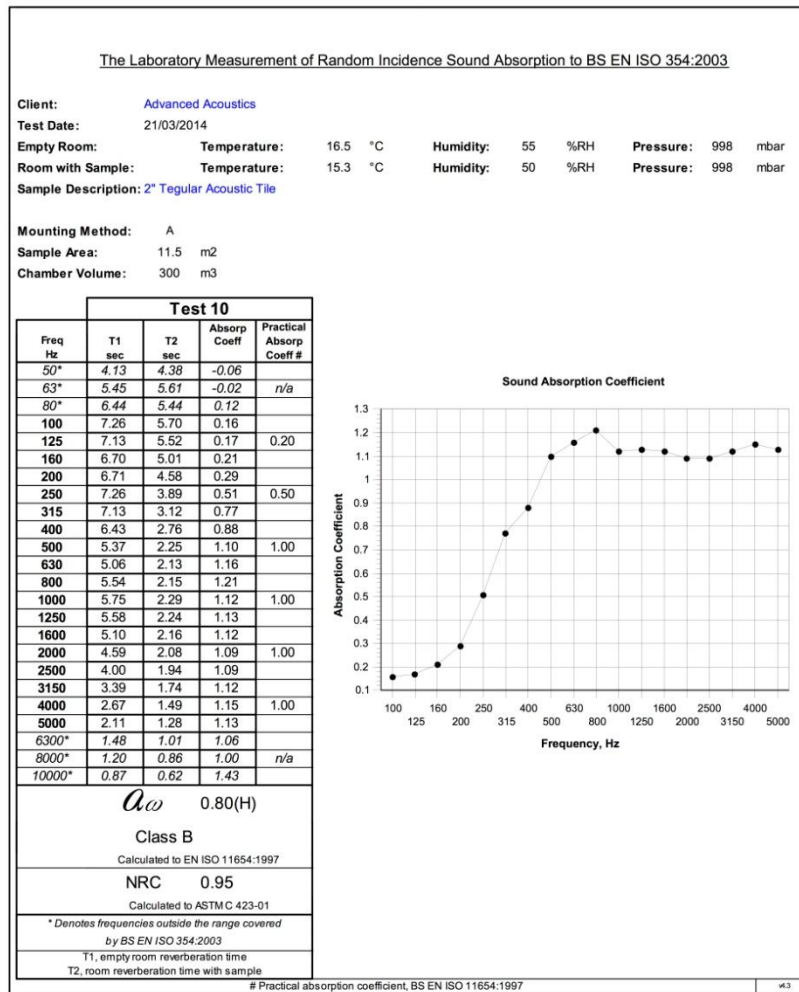 The Laboratory Measurement of Random Incidence Sound Absorption to BS EN ISO 354:2003
Client: Advanced Acoustics
Test Date: 21/03/2014
Empty Room: Temperature: 16.5 °C Humidity: 55 %RH Pressure: 998 mbar
Room with Sample: Temperature: 15.3 °C Humidity: 50 %RH Pressure: 998 mbar
Sample Description: 2" Tegular Acoustic Tile
Mounting Method: A
Sample Area: 11.5 m2
Chamber Volume: 300 m3
Test 10
Freq Hz T1 sec T2 sec Absorp Coeff Practical Absorp Coeff #
50* 4.13 4.38 -0.06
63* 5.45 5.61 -0.02 n/a
80* 6.44 5.44 0.12
100 7.26 5.70 0.16
125 7.13 5.52 0.17 0.20
160 6.70 5.01 0.21
200 6.71 4.58 0.29
250 7.26 3.89 0.51 0.50
315 7.13 3.12 0.77
400 6.43 2.76 0.88
500 5.37 2.25 1.10 1.00
630 5.06 2.13 1.16
800 5.54 2.15 1.21
1000 5.75 2.29 1.12 1.00
1250 5.58 2.24 1.13
1600 5.10 2.16 1.12
2000 4.59 2.08 1.09 1.00
2500 4.00 1.94 1.09
3150 3.39 1.74 1.12
4000 2.67 1.49 1.15 1.00
5000 2.11 1.28 1.13
6300* 1.48 1.01 1.06
8000* 1.20 0.86 1.00 n/a
10000* 0.87 0.62 1.43
αω 0.80(H)
Class B
Calculated to EN ISO 11654:1997
NRC 0.95
Calculated to ASTM C 423-01
* Denotes frequencies outside the range covered
by BS EN ISO 354:2003
T1, empty room reverberation time
T2, room reverberation time with sample
Sound Absorption Coefficient
Absorption Coefficient
1.3
1.2
1.1
1
0.9
0.8
0.7
0.6
0.5
0.4
0.3
0.2
0.1
100 160 250 400 630 1000 1600 2500 4000
125 200 315 500 800 1250 2000 3150 5000
Frequency, Hz
# Practical absorption coefficient, BS EN ISO 11654:1997
v4.3